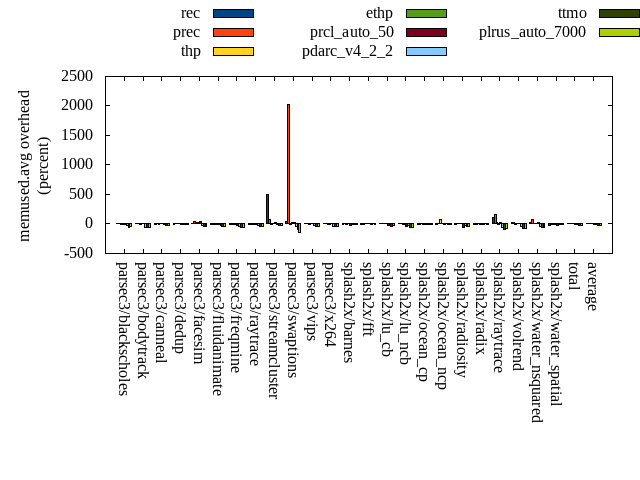 rec
prec
thp
ethp
prcl_auto_50
pdarc_v4_2_2
ttmo
plrus_auto_7000
memused.avg overhead
(percent)
2500
2000
1500
1000
500
0
-500
parsec3/blackscholes
parsec3/bodytrack
parsec3/canneal
parsec3/dedup
parsec3/facesim
parsec3/fluidanimate
parsec3/freqmine
parsec3/raytrace
parsec3/streamcluster
parsec3/swaptions
parsec3/vips
parsec3/x264
splash2x/barnes
splash2x/fft
splash2x/lu_cb
splash2x/lu_ncb
splash2x/ocean_cp
splash2x/ocean_ncp
splash2x/radiosity
splash2x/radix
splash2x/raytrace
splash2x/volrend
splash2x/water_nsquared
splash2x/water_spatial
total
average